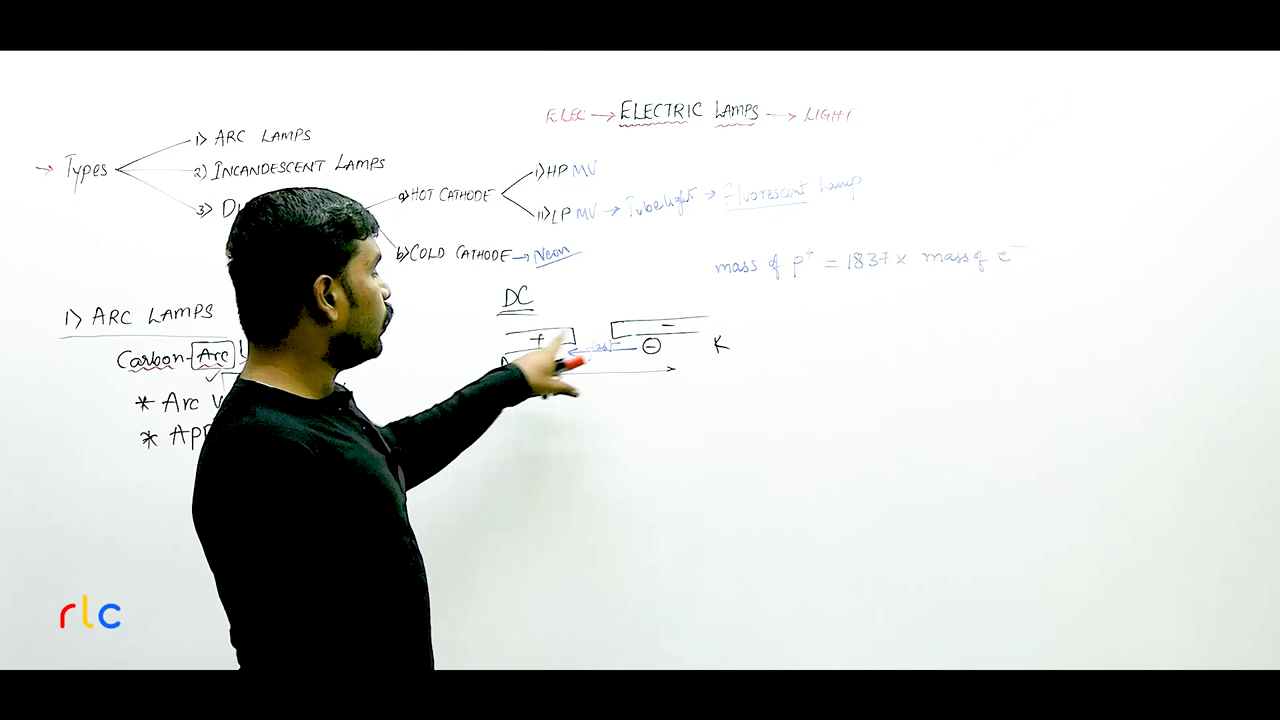 ELEC → ELECTRIC LAMPS → LIGHT
→ Types
1) ARC LAMPS
2) INCANDESCENT LAMPS
3) DI
a) HOT CATHODE
i) HP MV
ii) LP MV → Tubelight → Fluorescent Lamp
b) COLD CATHODE → Neon
mass of p⁺ = 1837 × mass of e⁻
1) ARC LAMPS
Carbon-Arc
* Arc
* App
DC
+ − 
fast ⊖ K
rlc